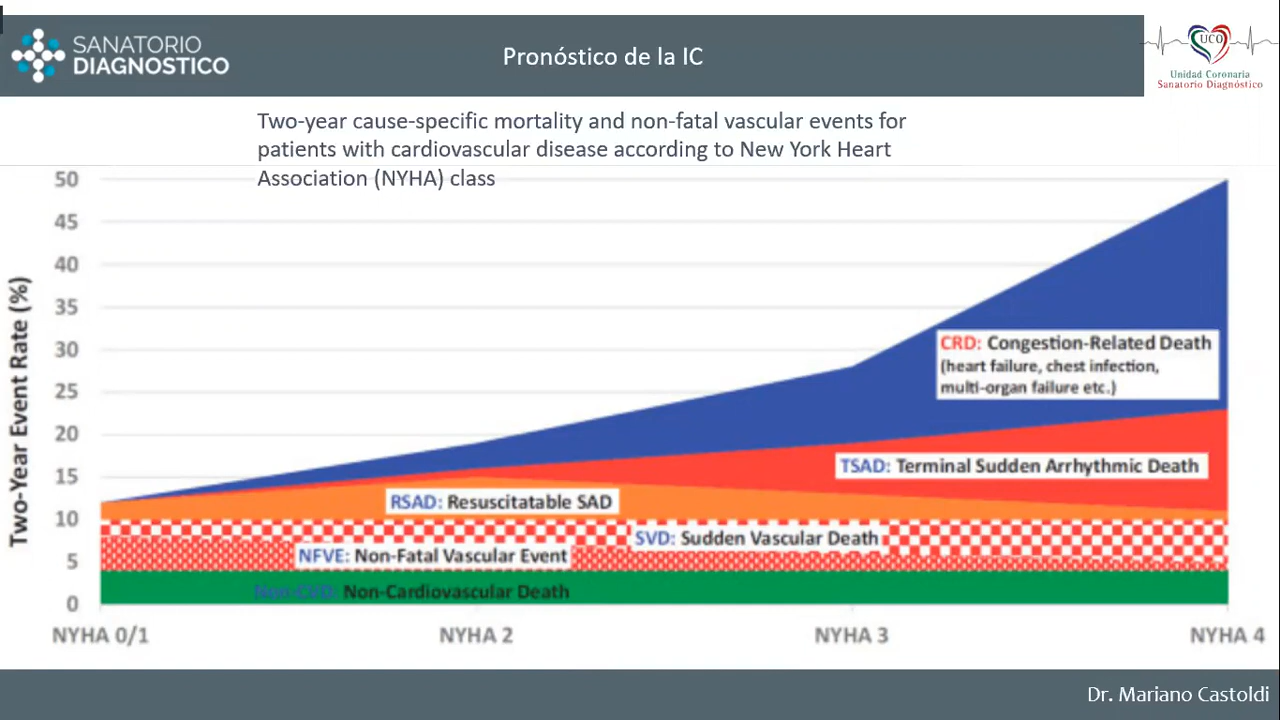 SANATORIO
DIAGNOSTICO
Pronóstico de la IC
UCO
Unidad Coronaria
Sanatorio Diagnóstico
Two-year cause-specific mortality and non-fatal vascular events for
patients with cardiovascular disease according to New York Heart
Association (NYHA) class
Two-Year Event Rate (%)
50
45
40
35
30
25
20
15
10
5
0
CRD: Congestion-Related Death
(heart failure, chest infection,
multi-organ failure etc.)
TSAD: Terminal Sudden Arrhythmic Death
RSAD: Resuscitatable SAD
SVD: Sudden Vascular Death
NFVE: Non-Fatal Vascular Event
Non-CVD: Non-Cardiovascular Death
NYHA 0/1
NYHA 2
NYHA 3
NYHA 4
Dr. Mariano Castoldi